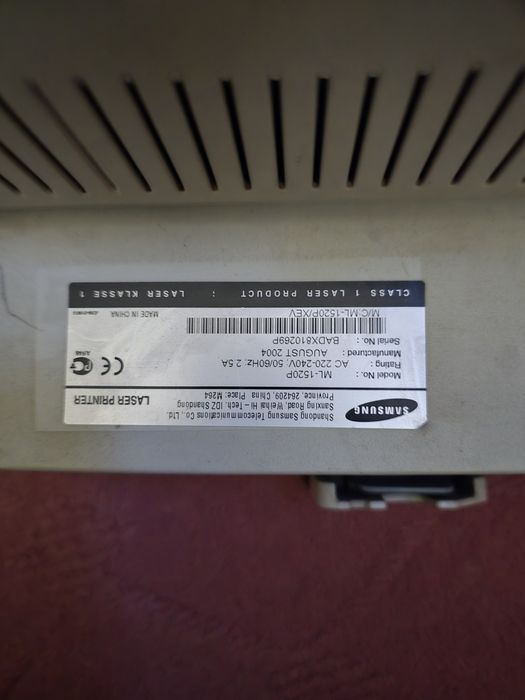 SAMSUNG
Shandong Samsung Telecommunications Co., Ltd.
Sanxing Road, Weihai Hi - Tech. IDZ Shandong
Province, 264209, China Place: M264
LASER PRINTER
Model No. : ML-1520P
Rating : AC 220-240V; 50/60Hz; 2.5A
Manufactured : AUGUST 2004
Serial No : BADX810269P
M/C:ML-1520P/XEV
MADE IN CHINA
CE
CLASS 1 LASER PRODUCT ; LASER KLASSE 1